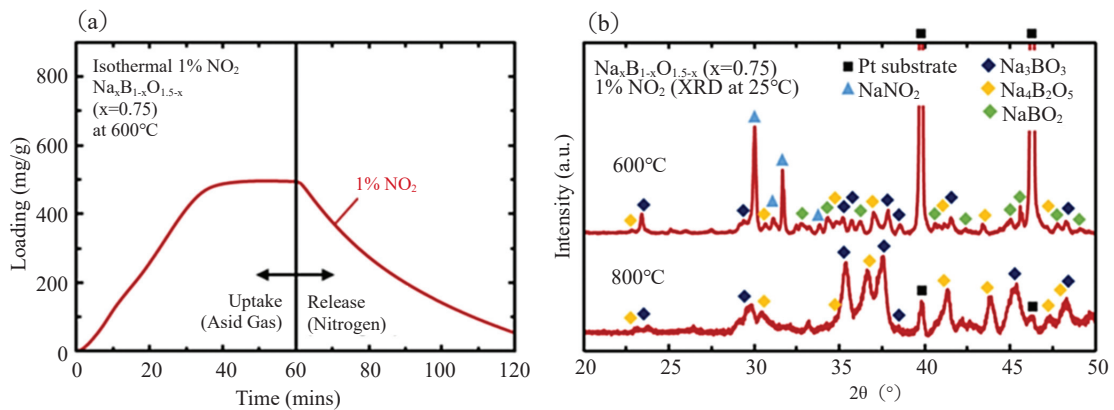 (a)
Isothermal 1% NO₂
NaₓB₁₋ₓO₁.₅₋ₓ
(x=0.75)
at 600℃
1% NO₂
Uptake
(Asid Gas)
Release
(Nitrogen)
Loading (mg/g)
800
600
400
200
0
0 20 40 60 80 100 120
Time (mins)
(b)
NaₓB₁₋ₓO₁.₅₋ₓ (x=0.75)
1% NO₂ (XRD at 25℃)
Pt substrate
NaNO₂
Na₃BO₃
Na₄B₂O₅
NaBO₂
600℃
800℃
Intensity (a.u.)
20 25 30 35 40 45 50
2θ (°)